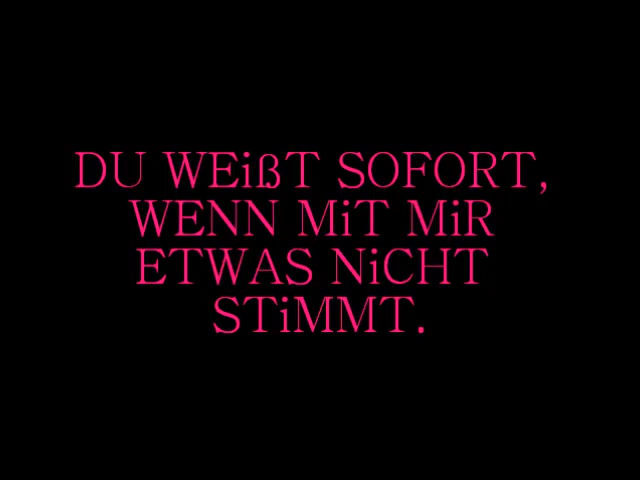 DU WEißT SOFORT,
WENN MiT MiR
ETWAS NiCHT
STiMMT.